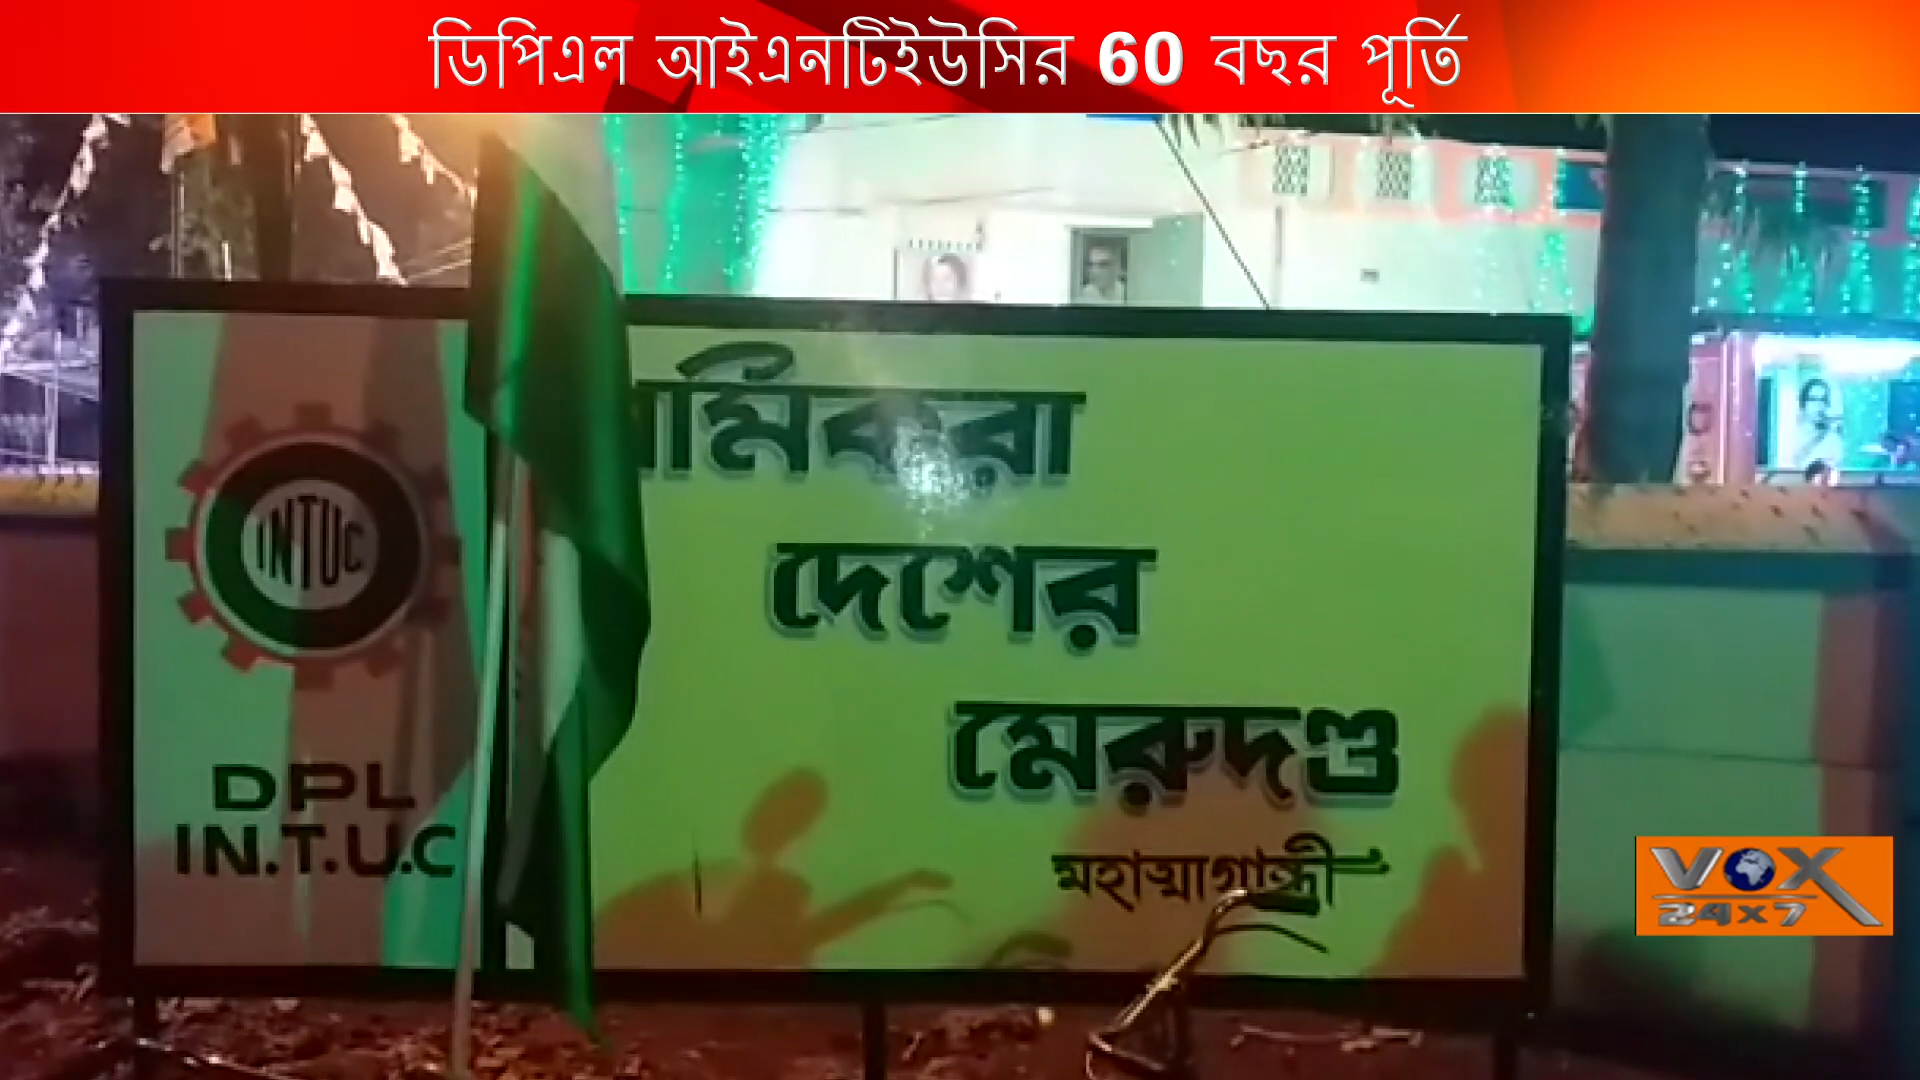 ডিপিএল আইএনটিইউসির 60 বছর পূর্তি
INTUC
DPL
IN.T.U.C
দেশের
মেরুদণ্ড
মহাত্মাগান্ধী
VOX
24x7